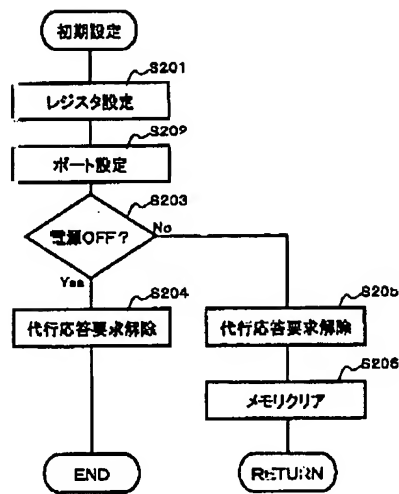 初期設定
S201
レジスタ設定
S209
ポート設定
S203
電源OFF?
No
Yes
S204
代行応答要求解除
S205
代行応答要求解除
S206
メモリクリア
END
RETURN